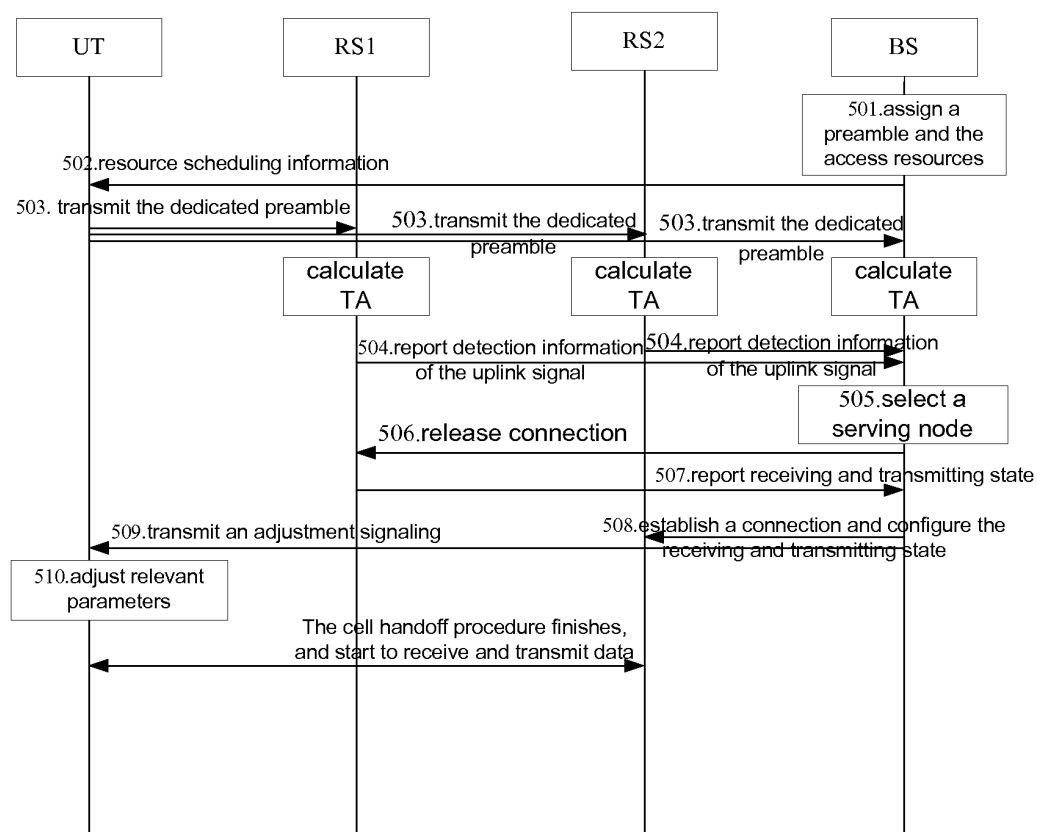 UT
RS1
RS2
BS
501.assign a
preamble and the
access resources
502.resource scheduling information
503. transmit the dedicated preamble
503.transmit the dedicated
preamble
503.transmit the dedicated
preamble
calculate
TA
calculate
TA
calculate
TA
504.report detection information
of the uplink signal
504.report detection information
of the uplink signal
505.select a
serving node
506.release connection
507.report receiving and transmitting state
508.establish a connection and configure the
receiving and transmitting state
509.transmit an adjustment signaling
510.adjust relevant
parameters
The cell handoff procedure finishes,
and start to receive and transmit data